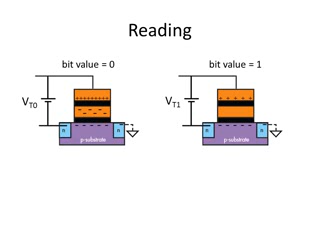 Reading
bit value = 0
bit value = 1
VT0
VT1
n
n
p-substrate
n
n
p-substrate